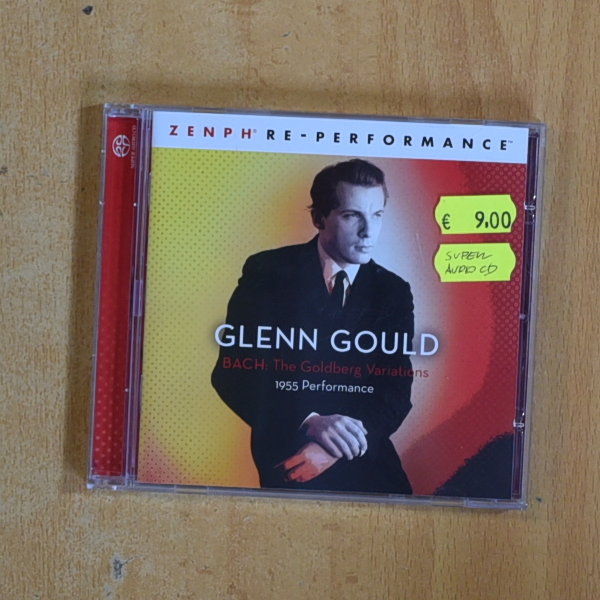 ZENPH® RE-PERFORMANCE™
€ 9.00
SUPER
AUDIO CD
GLENN GOULD
BACH: The Goldberg Variations
1955 Performance